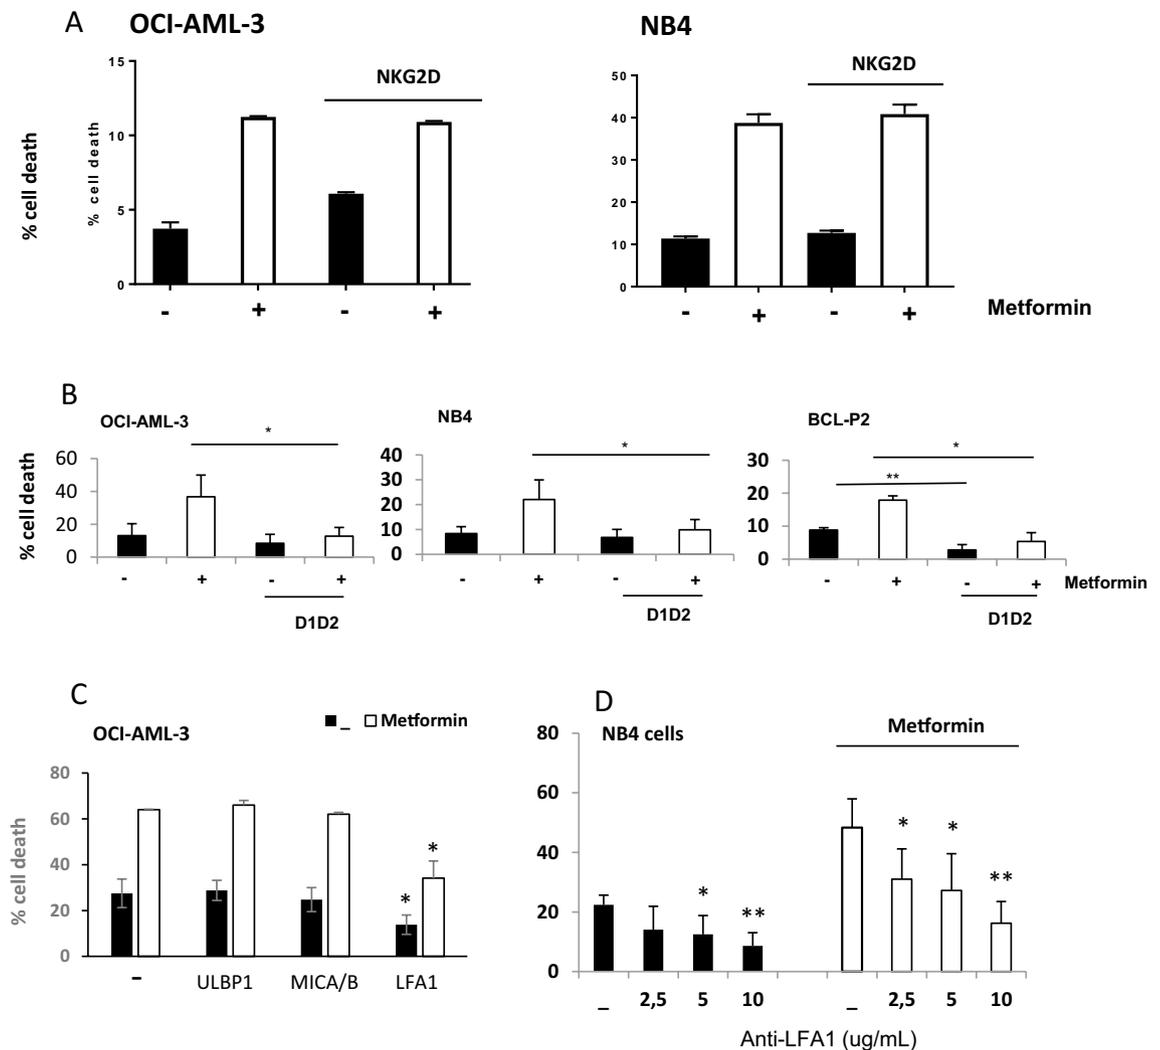 A
OCI-AML-3
NB4
% cell death
% cell death
NKG2D
15
10
5
0
- + - +
NKG2D
50
40
30
20
10
0
- + - +
Metformin
B
OCI-AML-3
NB4
BCL-P2
% cell death
60
40
20
0
*
- + - +
D1D2
40
30
20
10
0
*
- + - +
D1D2
30
20
10
0
*
**
- + - +
Metformin
D1D2
C
OCI-AML-3
_ Metformin
% cell death
80
60
40
20
0
* *
- ULBP1 MICA/B LFA1
D
NB4 cells
Metformin
80
60
40
20
0
* ** * * **
_ 2,5 5 10 _ 2,5 5 10
Anti-LFA1 (ug/mL)